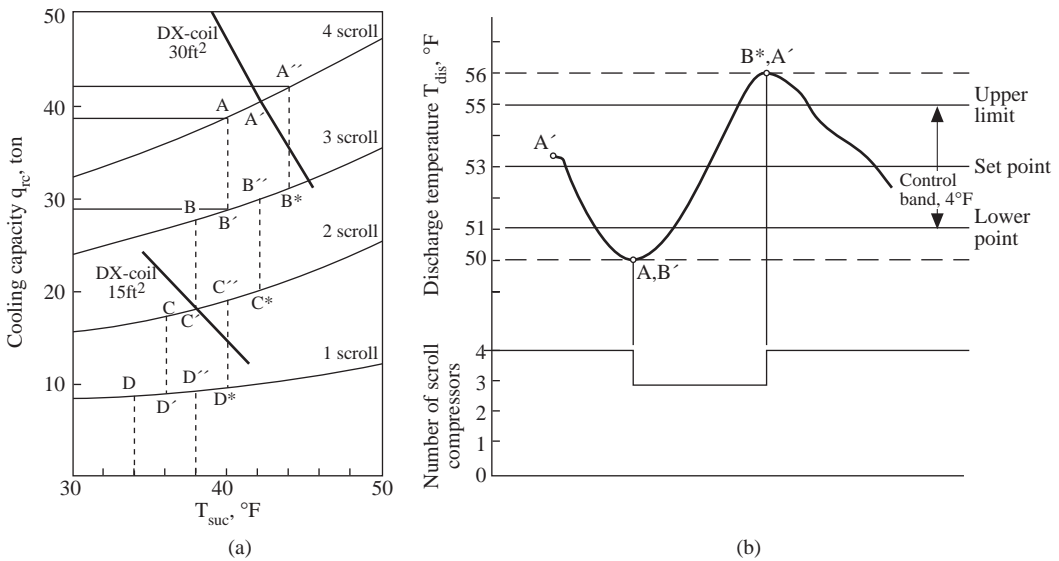 50
40
30
20
10
Cooling capacity q_rc, ton
DX-coil
30ft²
4 scroll
A´´
A
A´
3 scroll
B´´
B
B*
B´
2 scroll
DX-coil
15ft²
C´´
C
C*
C´
1 scroll
D´´
D
D´
D*
30
40
50
T_suc, °F
(a)
Discharge temperature T_dis, °F
56
55
53
51
50
B*,A´
A´
A,B´
Upper
limit
Set point
Control
band, 4°F
Lower
point
Number of scroll
compressors
4
3
2
1
0
(b)